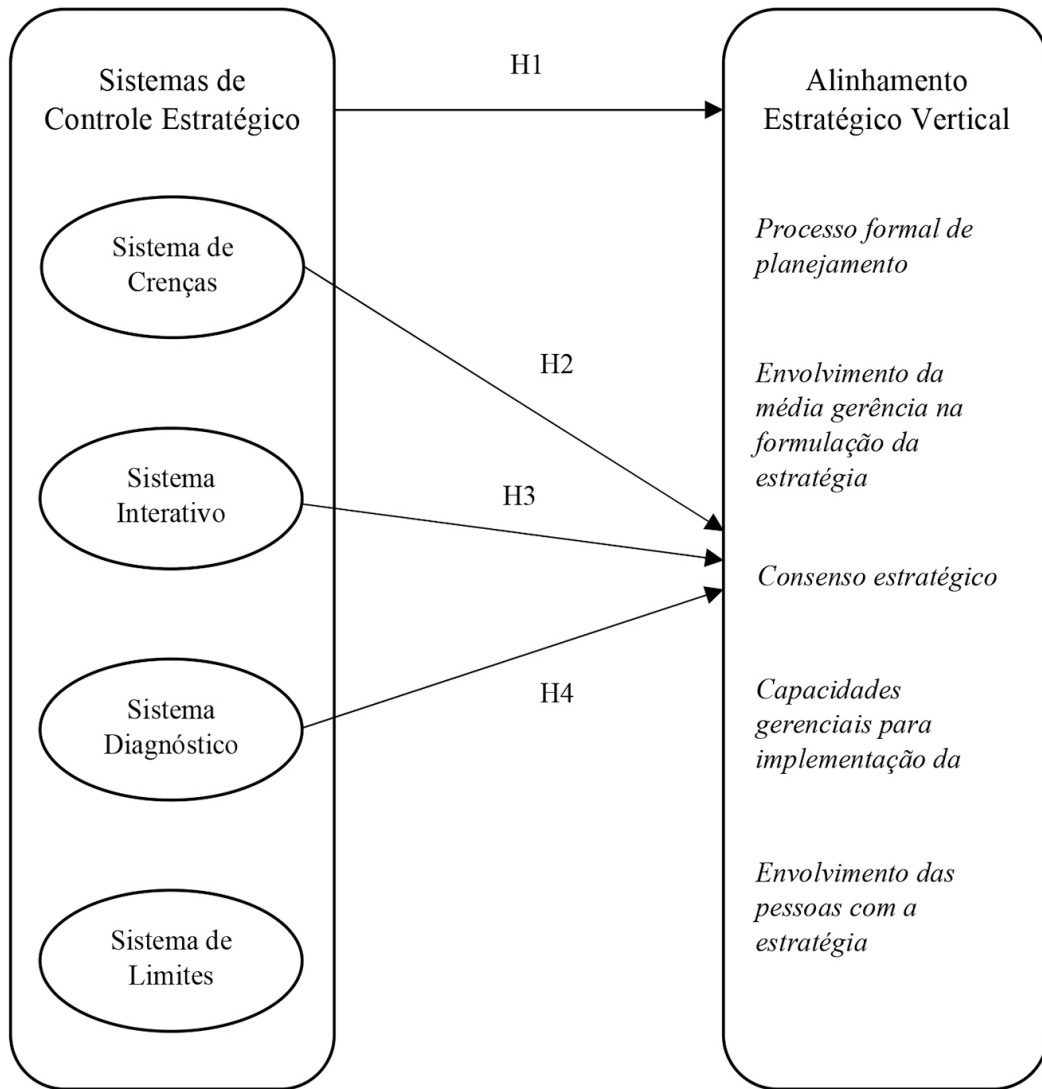 Sistemas de
Controle Estratégico
Sistema de
Crenças
Sistema
Interativo
Sistema
Diagnóstico
Sistema de
Limites
H1
H2
H3
H4
Alinhamento
Estratégico Vertical
Processo formal de
planejamento
Envolvimento da
média gerência na
formulação da
estratégia
Consenso estratégico
Capacidades
gerenciais para
implementação da
Envolvimento das
pessoas com a
estratégia